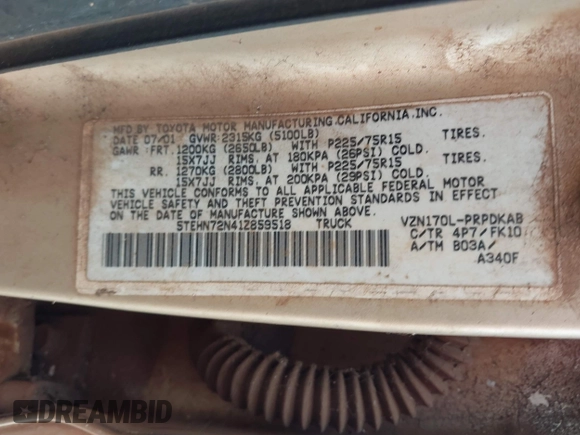 MFD BY TOYOTA MOTOR MANUFACTURING.CALIFORNIA.INC.
DATE 07/01 GVWR:2315KG (5100LB)
GAWR:FRT.1200KG (2650LB) WITH P225/75R15 TIRES.
15X7JJ RIMS. AT 180KPA (26PSI) COLD.
RR. 1270KG (2800LB) WITH P225/75R15 TIRES.
15X7JJ RIMS. AT 200KPA (29PSI) COLD.
THIS VEHICLE CONFORMS TO ALL APPLICABLE FEDERAL MOTOR
VEHICLE SAFETY AND THEFT PREVENTION STANDARDS IN EFFECT
ON THE DATE OF MANUFACTURE SHOWN ABOVE.
5TEHN72N41Z859518 TRUCK
VZN170L-PRPDKAB
C/TR 4P7/FK10
A/TM B03A/
A340F
DREAMBID